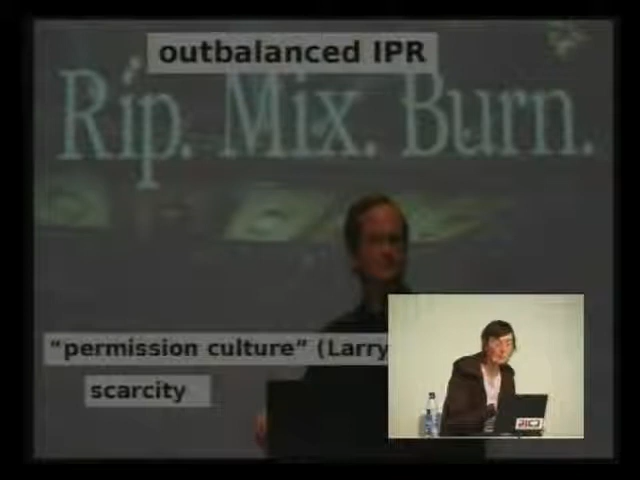 outbalanced IPR
Rip. Mix. Burn.
"permission culture" (Larry
scarcity